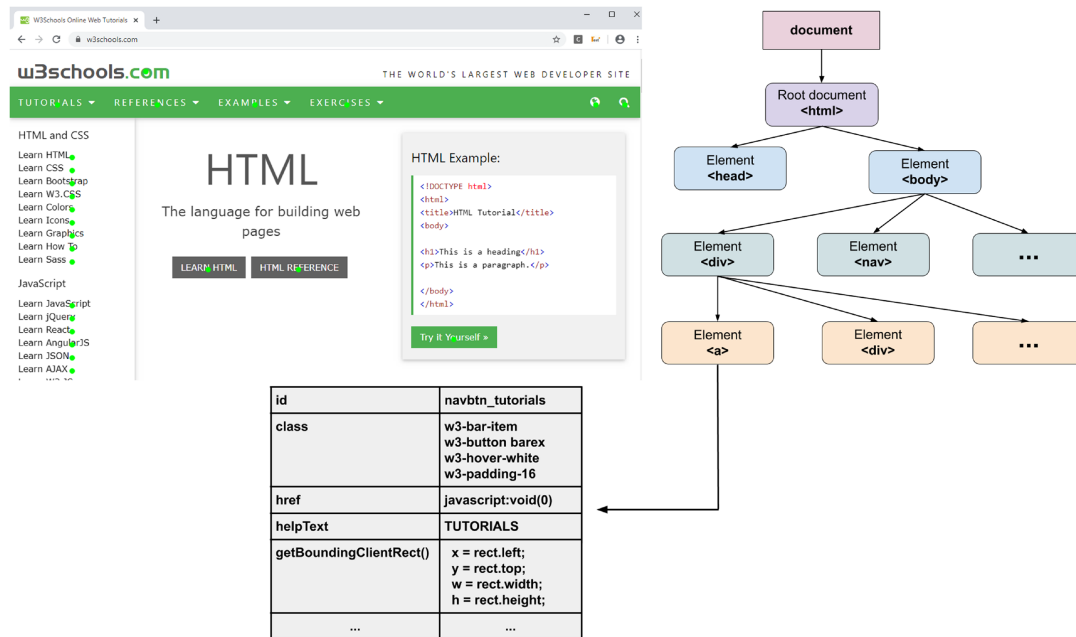 W3Schools Online Web Tutorials
w3schools.com
w3schools.com
THE WORLD'S LARGEST WEB DEVELOPER SITE
TUTORIALS
REFERENCES
EXAMPLES
EXERCISES
HTML and CSS
Learn HTML
Learn CSS
Learn Bootstrap
Learn W3.CSS
Learn Colors
Learn Icons
Learn Graphics
Learn How To
Learn Sass
JavaScript
Learn JavaScript
Learn jQuery
Learn React
Learn AngularJS
Learn JSON
Learn AJAX
HTML
The language for building web
pages
LEARN HTML
HTML REFERENCE
HTML Example:
<!DOCTYPE html>
<html>
<title>HTML Tutorial</title>
<body>
<h1>This is a heading</h1>
<p>This is a paragraph.</p>
</body>
</html>
Try it Yourself »
document
Root document
<html>
Element
<head>
Element
<body>
Element
<div>
Element
<nav>
...
Element
<a>
Element
<div>
...
id
navbtn_tutorials
class
w3-bar-item
w3-button barex
w3-hover-white
w3-padding-16
href
javascript:void(0)
helpText
TUTORIALS
getBoundingClientRect()
x = rect.left;
y = rect.top;
w = rect.width;
h = rect.height;
...
...